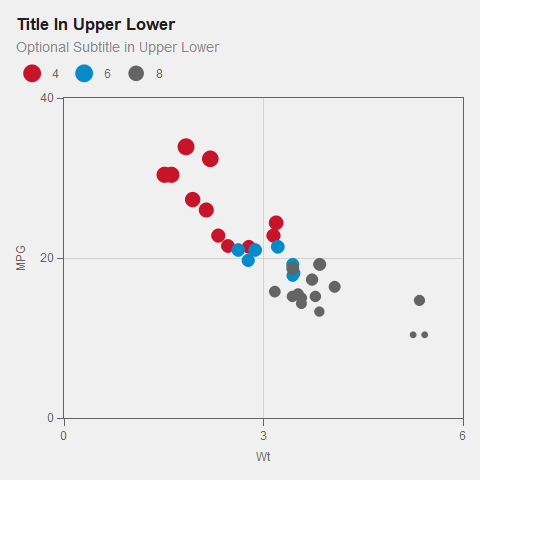 Title In Upper Lower
Optional Subtitle in Upper Lower
4 6 8
40
20
0
MPG
0 3 6
Wt